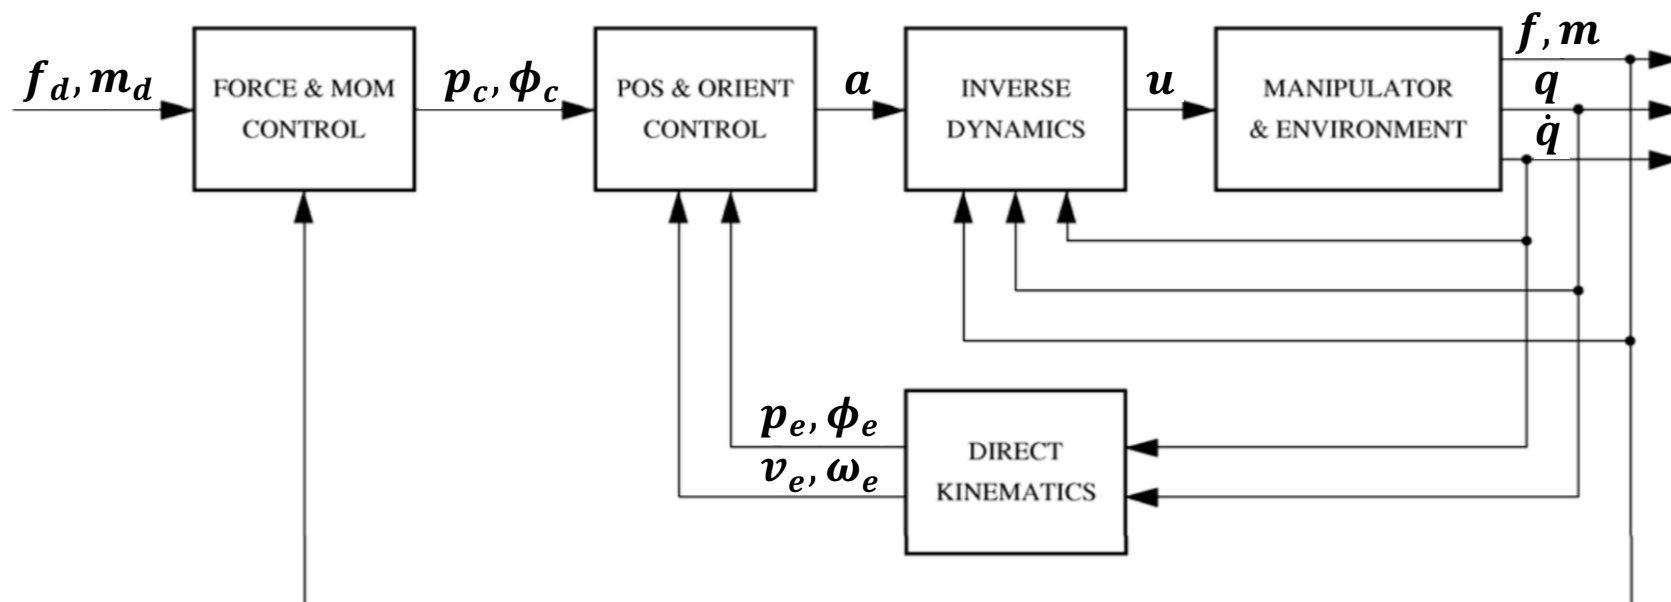 f_d, m_d
FORCE & MOM
CONTROL
p_c, ϕ_c
POS & ORIENT
CONTROL
a
INVERSE
DYNAMICS
u
MANIPULATOR
& ENVIRONMENT
f, m
q
q̇
p_e, ϕ_e
v_e, ω_e
DIRECT
KINEMATICS